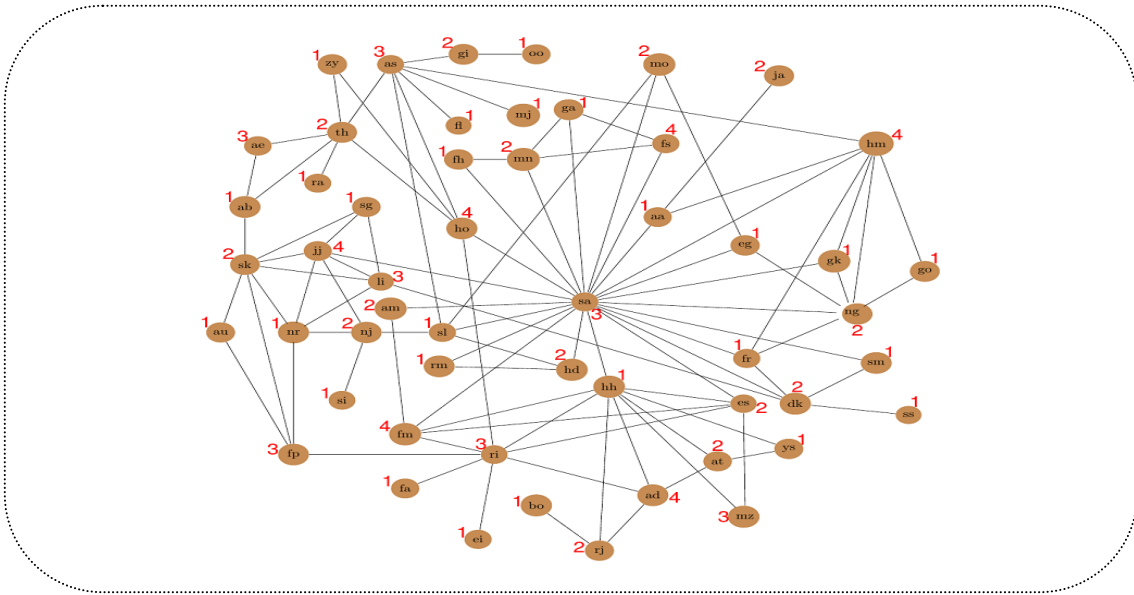 1 zy
3 as
2 gi
1 oo
2 mo
2 ja
fl 1
mj 1
ga 1
2 th
3 ae
1 fh
2 mn
fs 4
hm 4
1 ra
1 ab
1 sg
4 ho
1 aa
2 sk
jj 4
li 3
eg 1
gk 1
go 1
2 am
sa 3
ng 2
1 au
1 nr
2 nj
1 sl
1 rm
2 hd
1 fr
sm 1
hh 1
1 si
es 2
2 dk
ss 1
4 fm
3 fp
3 ri
2 at
ys 1
1 fa
1 bo
ad 4
3 mz
1 ei
2 rj